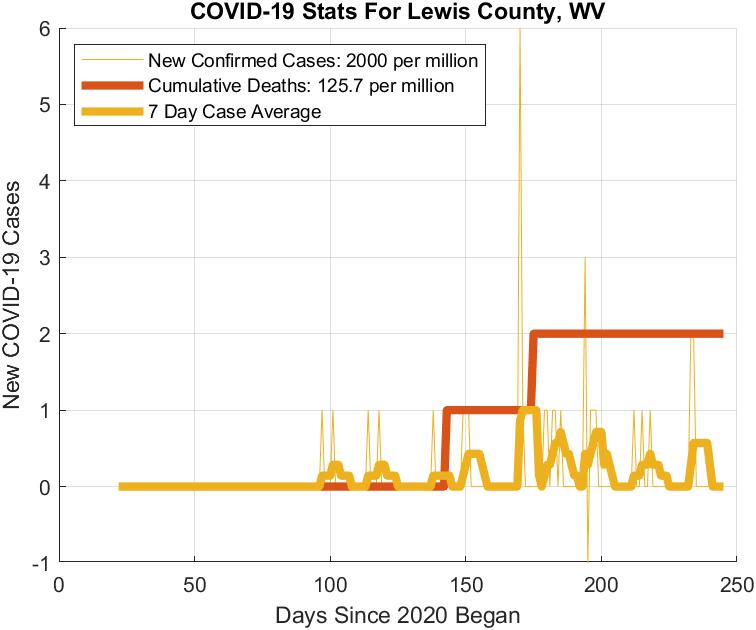 COVID-19 Stats For Lewis County, WV
New Confirmed Cases: 2000 per million
Cumulative Deaths: 125.7 per million
7 Day Case Average
6
5
4
3
2
1
0
-1
New COVID-19 Cases
0 50 100 150 200 250
Days Since 2020 Began